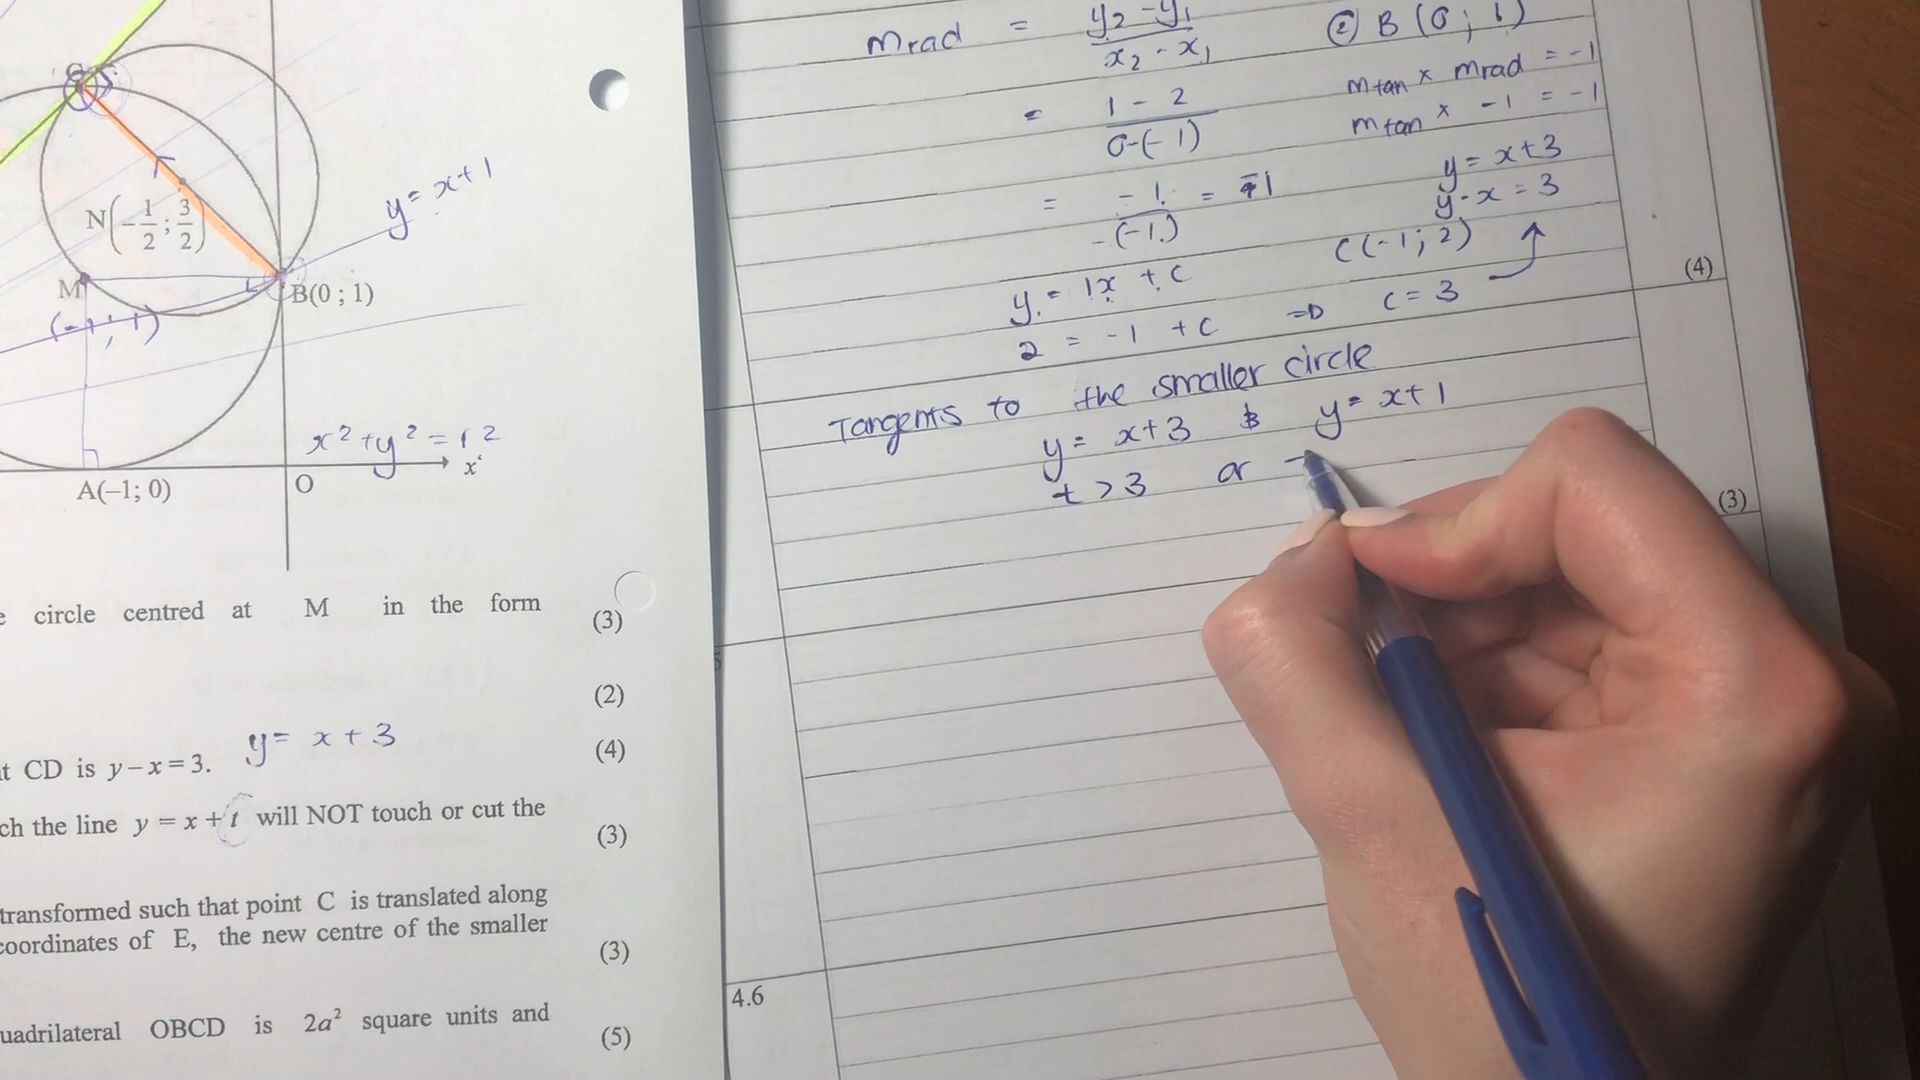 y = x+1
N(-1/2 ; 3/2)
M
B(0 ; 1)
(-1 ; 1)
x² + y² = r²
x
A(−1; 0)
O
circle centred at M in the form
(3)
(2)
y = x + 3
(4)
t CD is y−x=3.
ch the line y = x + t will NOT touch or cut the
(3)
transformed such that point C is translated along
coordinates of E, the new centre of the smaller
(3)
uadrilateral OBCD is 2a² square units and
(5)
m rad = y₂ - y₁ / x₂ - x₁
= 1 - 2 / 0-(-1)
= -1 / -(-1) = -1
② B (0 ; 1)
m tan × m rad = -1
m tan × -1 = -1
y = x+3
y - x = 3
C(-1 ; 2)
y = 1x + c
2 = -1 + c ⇒ c = 3
(4)
Tangents to the smaller circle
y = x+3 & y = x+1
t > 3 or
(3)
5
4.6